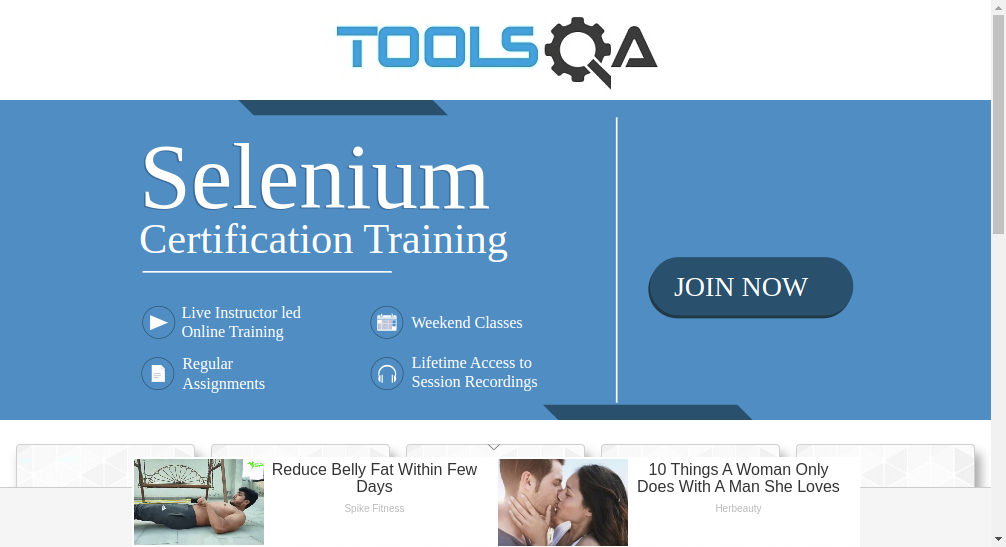 TOOLSQA
Selenium
Certification Training
Live Instructor led
Online Training
Weekend Classes
Regular
Assignments
Lifetime Access to
Session Recordings
JOIN NOW
Reduce Belly Fat Within Few
Days
Spike Fitness
10 Things A Woman Only
Does With A Man She Loves
Herbeauty